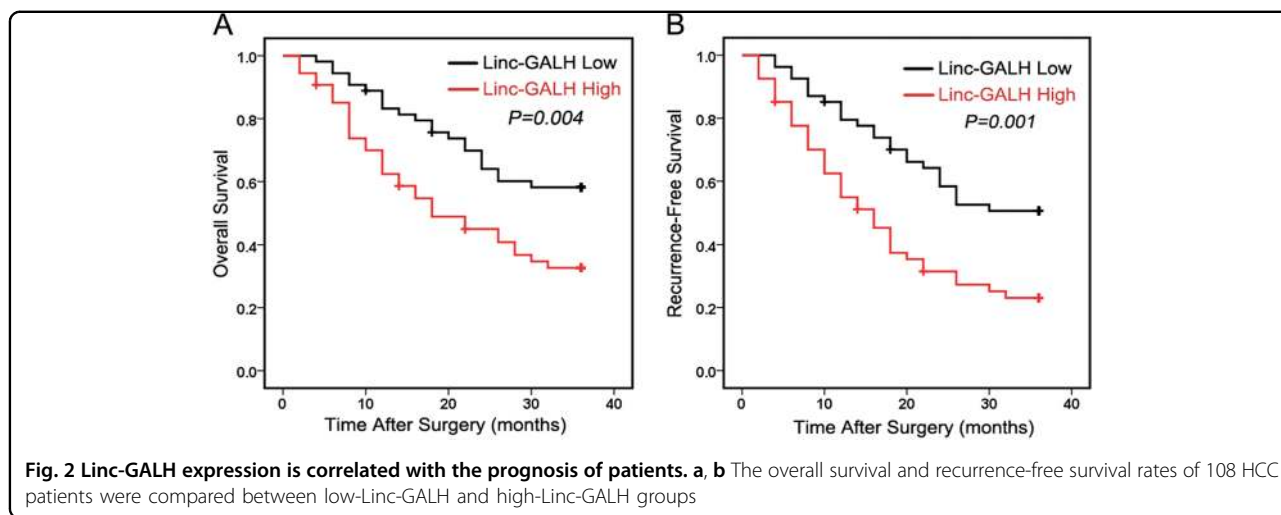 A
Linc-GALH Low
Linc-GALH High
P=0.004
1.0
0.8
0.6
0.4
0.2
0.0
Overall Survival
0 10 20 30 40
Time After Surgery (months)
B
Linc-GALH Low
Linc-GALH High
P=0.001
1.0
0.8
0.6
0.4
0.2
0.0
Recurrence-Free Survival
0 10 20 30 40
Time After Surgery (months)
Fig. 2 Linc-GALH expression is correlated with the prognosis of patients. a, b The overall survival and recurrence-free survival rates of 108 HCC
patients were compared between low-Linc-GALH and high-Linc-GALH groups